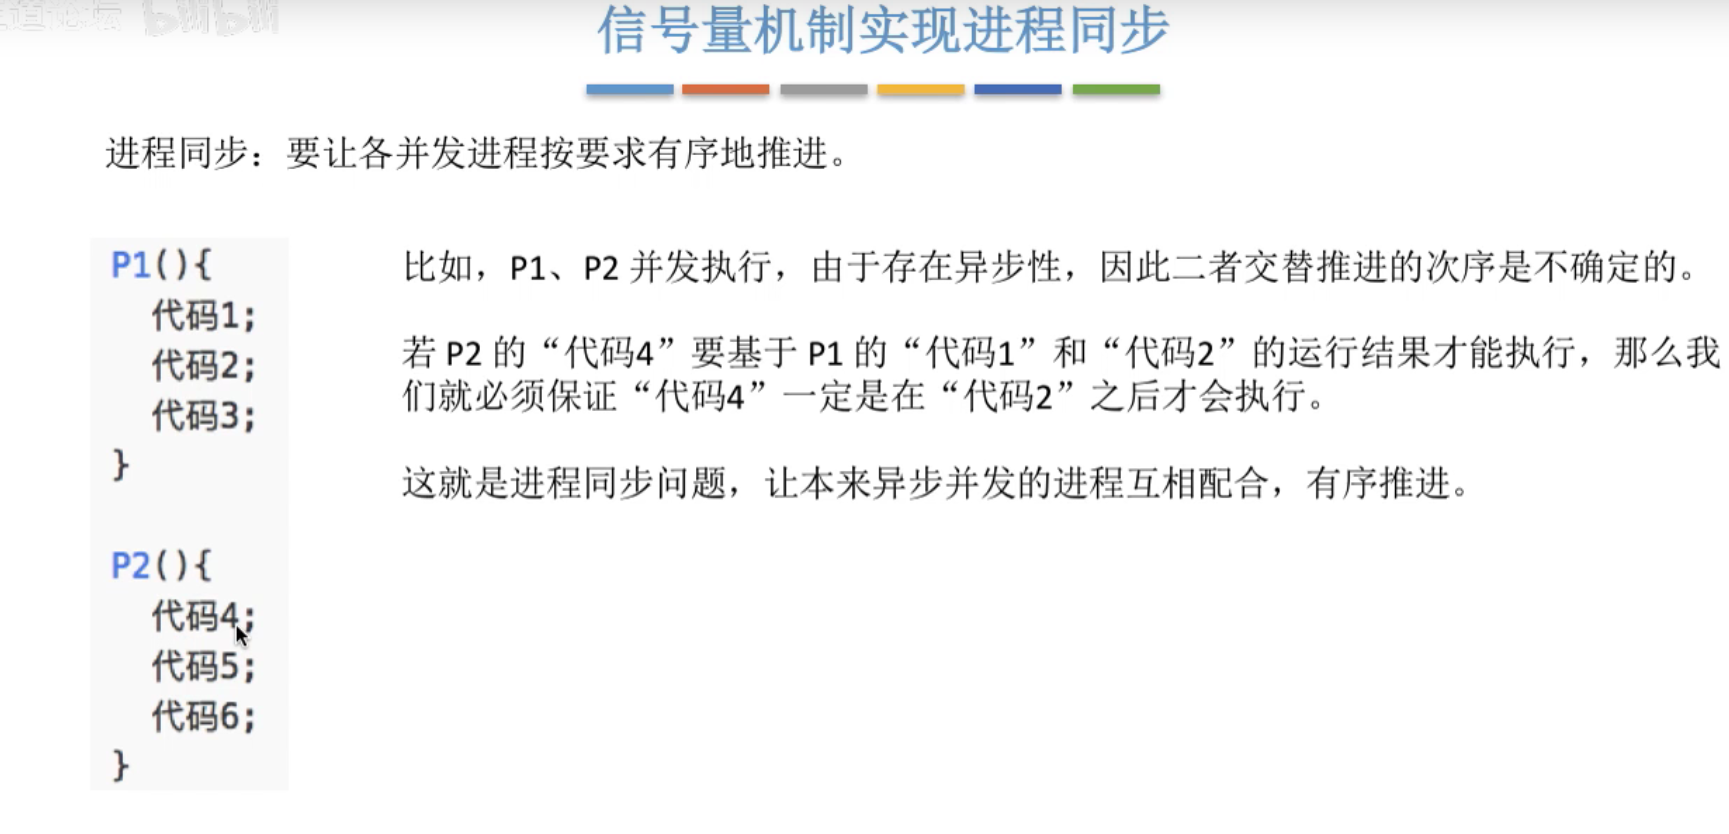 信号量机制实现进程同步
进程同步：要让各并发进程按要求有序地推进。
P1(){
代码1;
代码2;
代码3;
}
P2(){
代码4;
代码5;
代码6;
}
比如，P1、P2 并发执行，由于存在异步性，因此二者交替推进的次序是不确定的。
若 P2 的“代码4”要基于 P1 的“代码1”和“代码2”的运行结果才能执行，那么我
们就必须保证“代码4”一定是在“代码2”之后才会执行。
这就是进程同步问题，让本来异步并发的进程互相配合，有序推进。